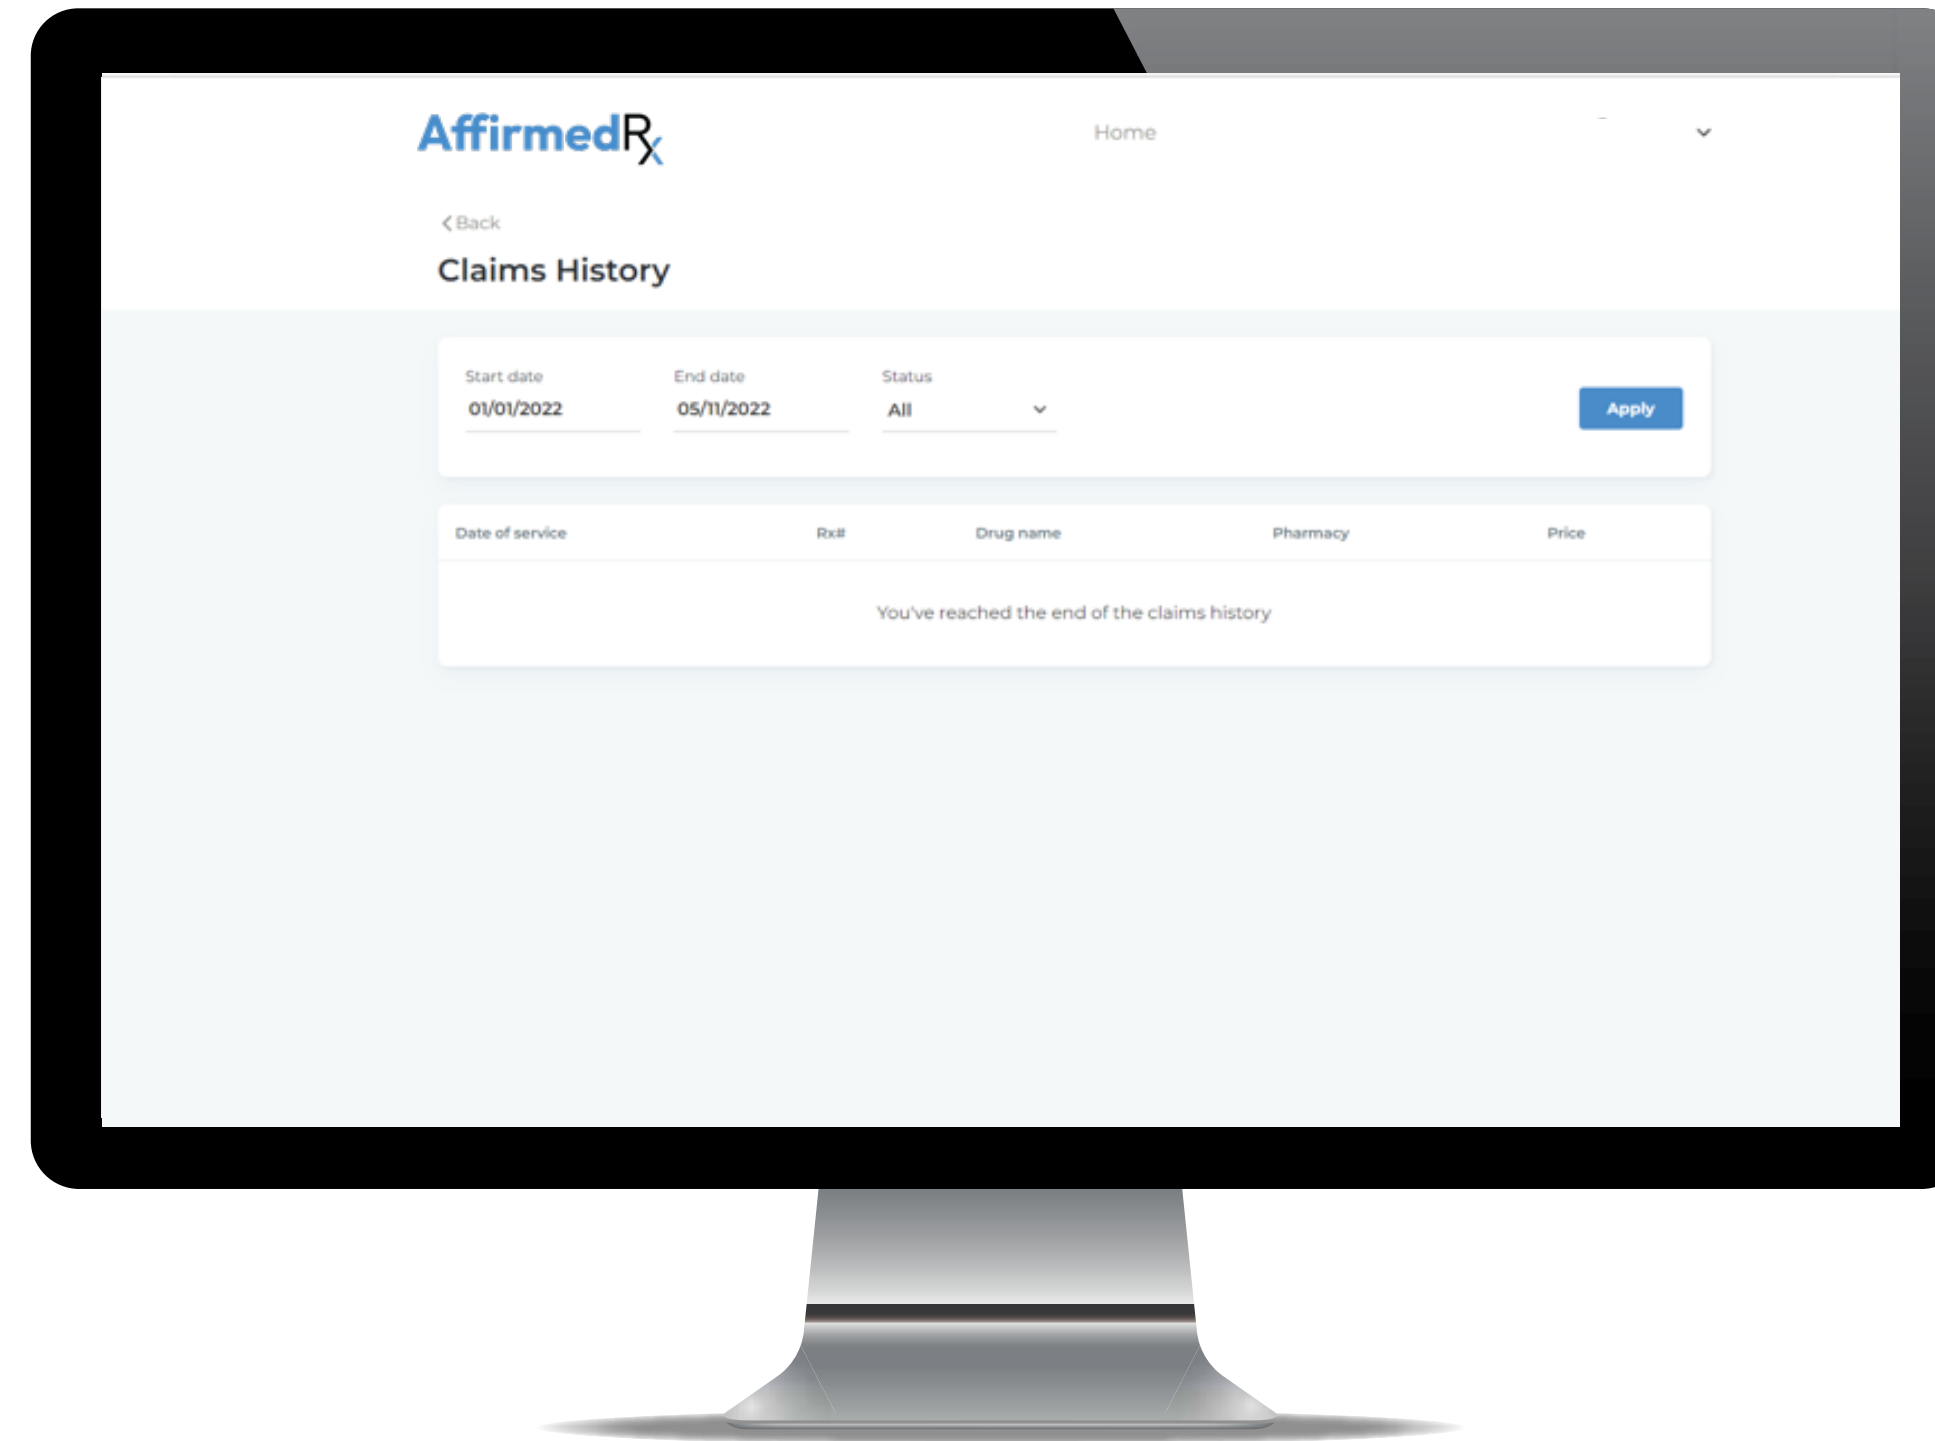 AffirmedRx
Home
Back
Claims History
Start date End date Status
01/01/2022 05/11/2022 All
Apply
Date of service Rx# Drug name Pharmacy Price
You've reached the end of the claims history